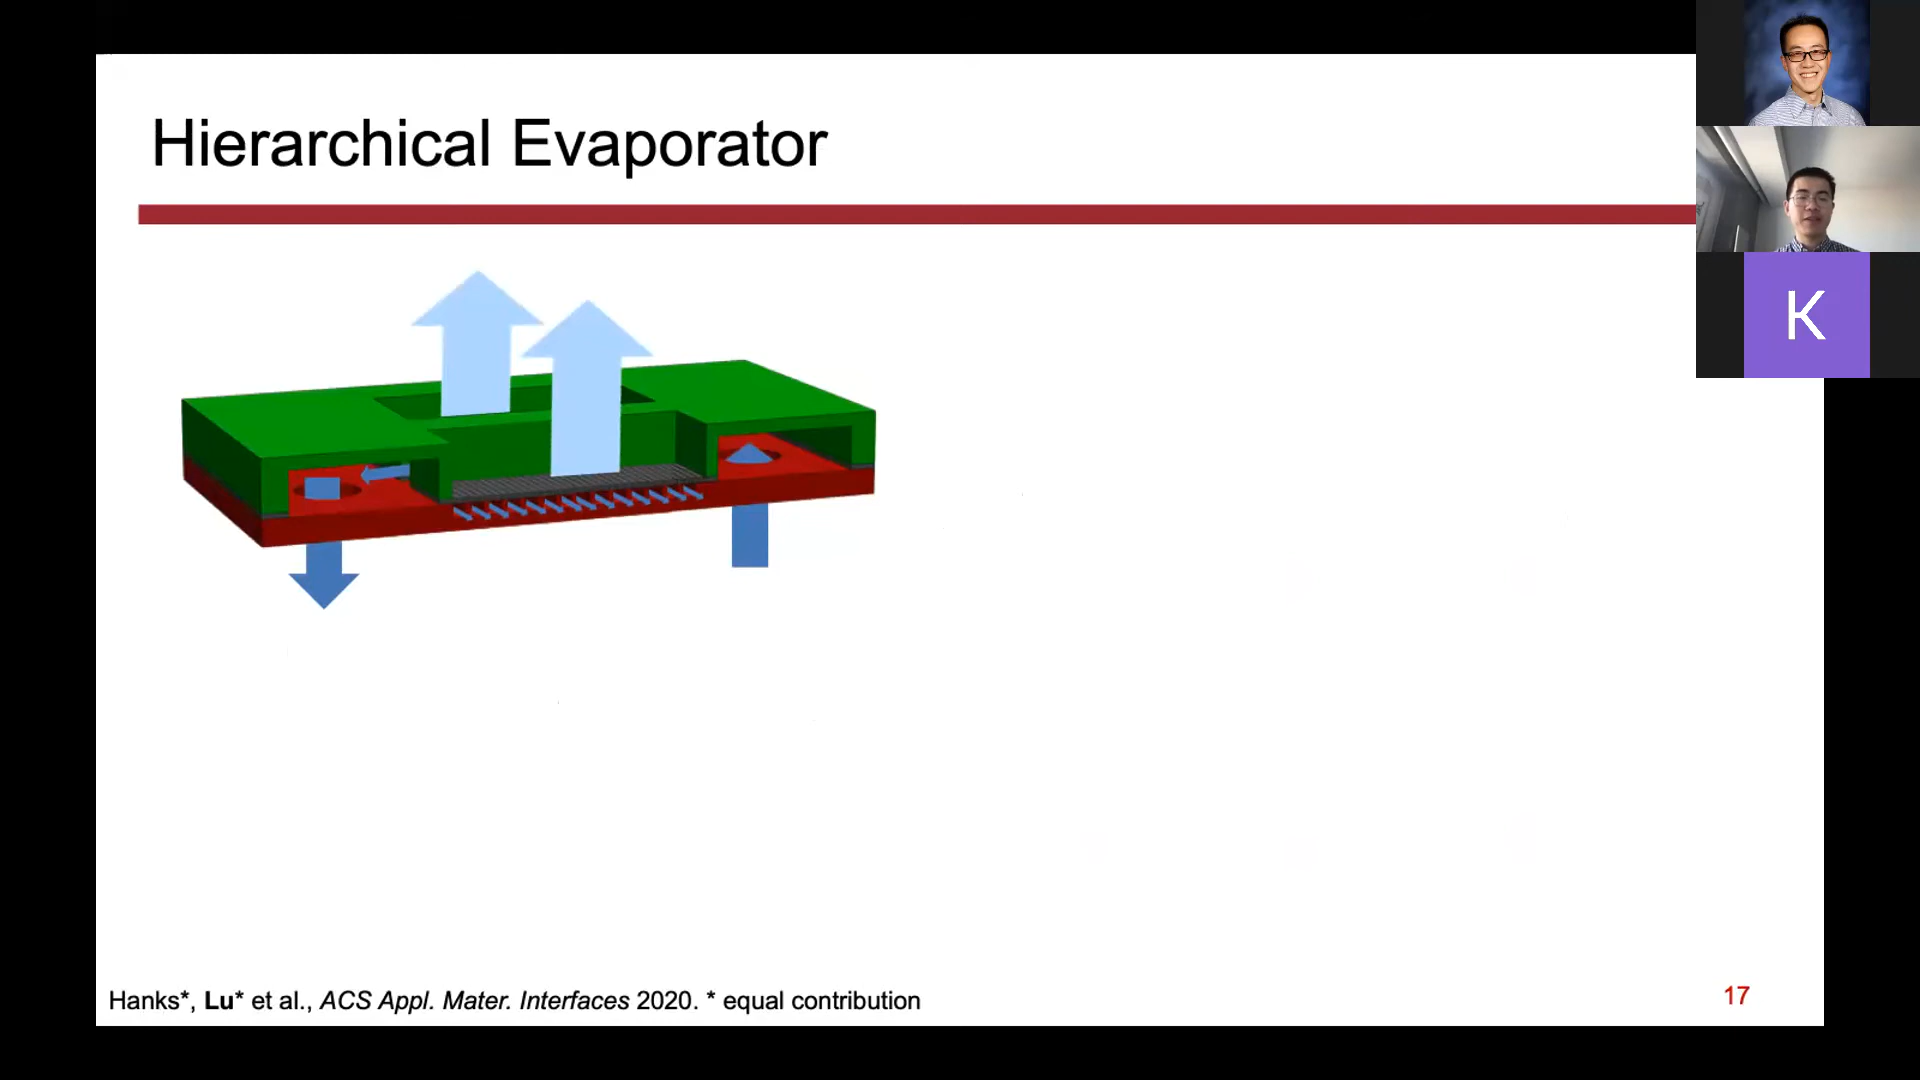 Hierarchical Evaporator
K
Hanks*, Lu* et al., ACS Appl. Mater. Interfaces 2020. * equal contribution
17